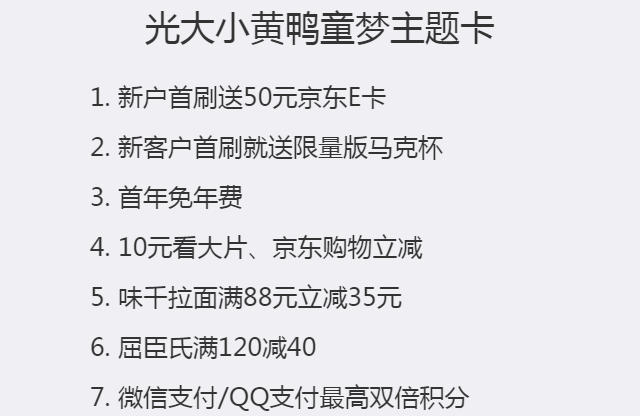 光大小黄鸭童梦主题卡
1. 新户首刷送50元京东E卡
2. 新客户首刷就送限量版马克杯
3. 首年免年费
4. 10元看大片、京东购物立减
5. 味千拉面满88元立减35元
6. 屈臣氏满120减40
7. 微信支付/QQ支付最高双倍积分